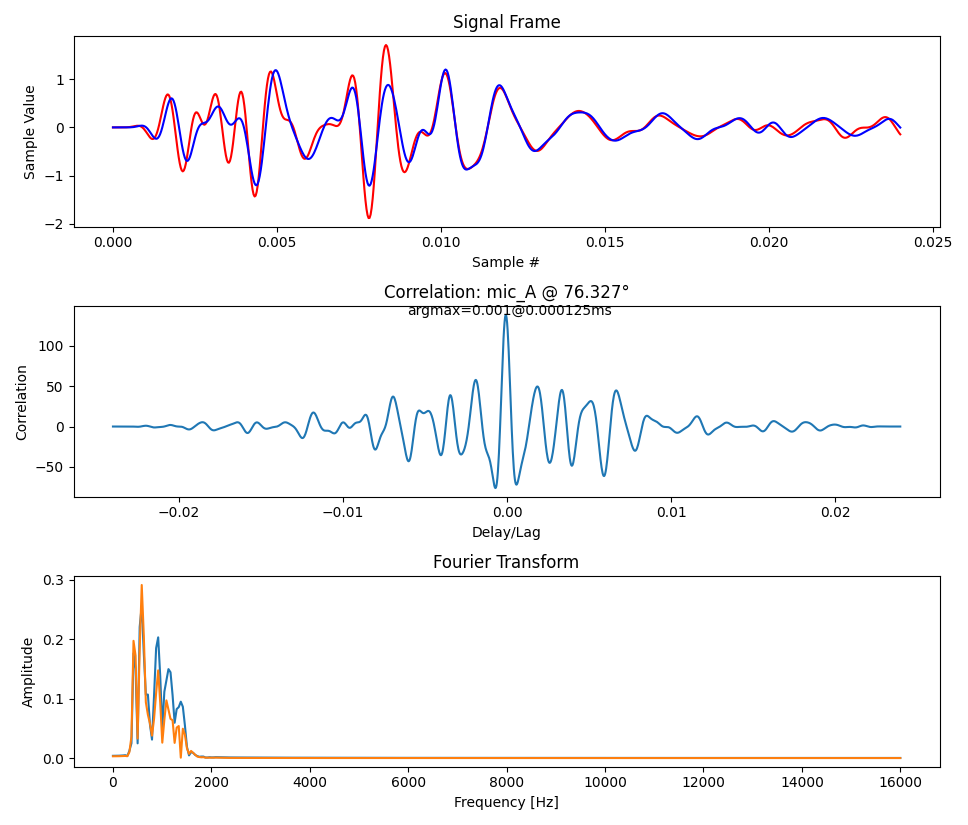 Signal Frame
1
0
−1
−2
Sample Value
0.000 0.005 0.010 0.015 0.020 0.025
Sample #
Correlation: mic_A @ 76.327°
argmax=0.001@0.000125ms
100
50
0
−50
Correlation
−0.02 −0.01 0.00 0.01 0.02
Delay/Lag
Fourier Transform
0.3
0.2
0.1
0.0
Amplitude
0 2000 4000 6000 8000 10000 12000 14000 16000
Frequency [Hz]